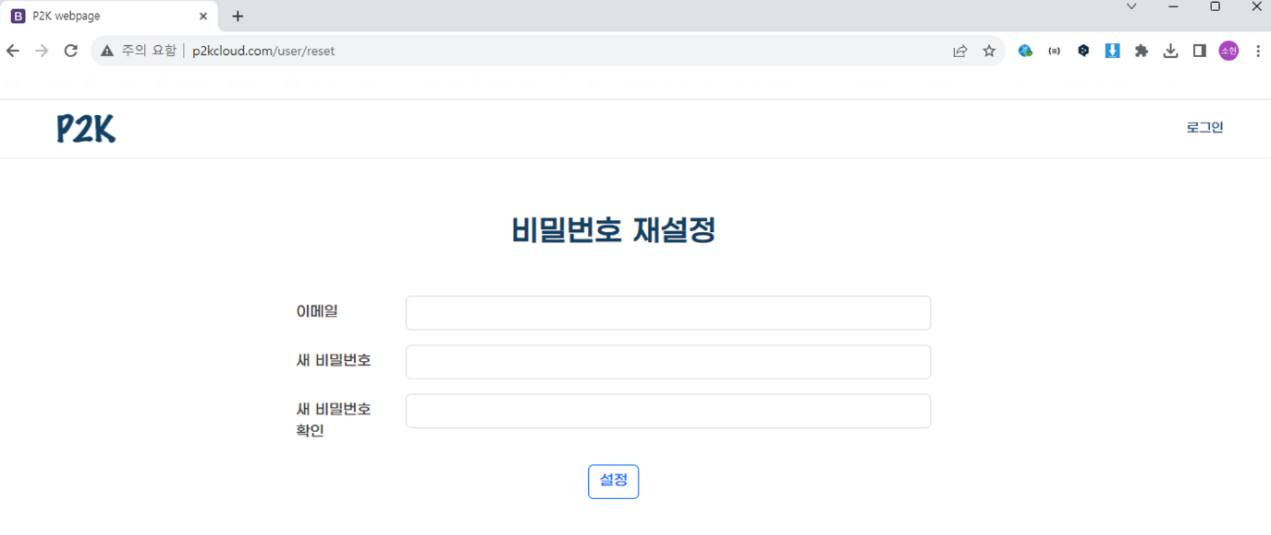 B P2K webpage
주의 요함 | p2kcloud.com/user/reset
소현
P2K
로그인
비밀번호 재설정
이메일
새 비밀번호
새 비밀번호
확인
설정